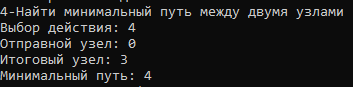 4-Найти минимальный путь между двумя узлами
Выбор действия: 4
Отправной узел: 0
Итоговый узел: 3
Минимальный путь: 4